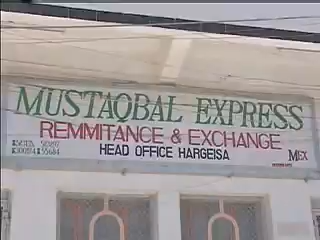 MUSTAQBAL EXPRESS
REMMITANCE & EXCHANGE
HEAD OFFICE HARGEISA
MEX